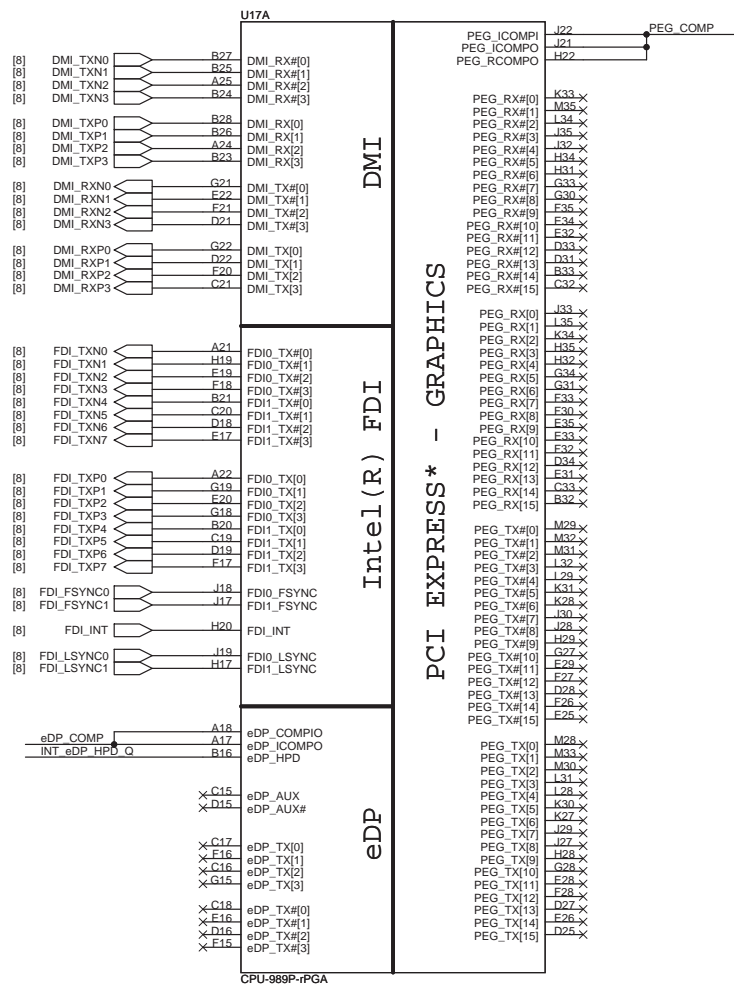 U17A
[8] DMI_TXN0 B27 DMI_RX#[0]
[8] DMI_TXN1 B25 DMI_RX#[1]
[8] DMI_TXN2 A25 DMI_RX#[2]
[8] DMI_TXN3 B24 DMI_RX#[3]
[8] DMI_TXP0 B28 DMI_RX[0]
[8] DMI_TXP1 B26 DMI_RX[1]
[8] DMI_TXP2 A24 DMI_RX[2]
[8] DMI_TXP3 B23 DMI_RX[3]
[8] DMI_RXN0 G21 DMI_TX#[0]
[8] DMI_RXN1 E22 DMI_TX#[1]
[8] DMI_RXN2 F21 DMI_TX#[2]
[8] DMI_RXN3 D21 DMI_TX#[3]
[8] DMI_RXP0 G22 DMI_TX[0]
[8] DMI_RXP1 D22 DMI_TX[1]
[8] DMI_RXP2 F20 DMI_TX[2]
[8] DMI_RXP3 C21 DMI_TX[3]
DMI
[8] FDI_TXN0 A21 FDI0_TX#[0]
[8] FDI_TXN1 H19 FDI0_TX#[1]
[8] FDI_TXN2 E19 FDI0_TX#[2]
[8] FDI_TXN3 F18 FDI0_TX#[3]
[8] FDI_TXN4 B21 FDI1_TX#[0]
[8] FDI_TXN5 C20 FDI1_TX#[1]
[8] FDI_TXN6 D18 FDI1_TX#[2]
[8] FDI_TXN7 E17 FDI1_TX#[3]
[8] FDI_TXP0 A22 FDI0_TX[0]
[8] FDI_TXP1 G19 FDI0_TX[1]
[8] FDI_TXP2 E20 FDI0_TX[2]
[8] FDI_TXP3 G18 FDI0_TX[3]
[8] FDI_TXP4 B20 FDI1_TX[0]
[8] FDI_TXP5 C19 FDI1_TX[1]
[8] FDI_TXP6 D19 FDI1_TX[2]
[8] FDI_TXP7 F17 FDI1_TX[3]
[8] FDI_FSYNC0 J18 FDI0_FSYNC
[8] FDI_FSYNC1 J17 FDI1_FSYNC
[8] FDI_INT H20 FDI_INT
[8] FDI_LSYNC0 J19 FDI0_LSYNC
[8] FDI_LSYNC1 H17 FDI1_LSYNC
Intel(R) FDI
A18 eDP_COMPIO
eDP_COMP A17 eDP_ICOMPO
INT_eDP_HPD_Q B16 eDP_HPD
C15 eDP_AUX
D15 eDP_AUX#
C17 eDP_TX[0]
F16 eDP_TX[1]
C16 eDP_TX[2]
G15 eDP_TX[3]
C18 eDP_TX#[0]
E16 eDP_TX#[1]
D16 eDP_TX#[2]
F15 eDP_TX#[3]
eDP
PCI EXPRESS* - GRAPHICS
PEG_ICOMPI J22 PEG_COMP
PEG_ICOMPO J21
PEG_RCOMPO H22
PEG_RX#[0] K33
PEG_RX#[1] M35
PEG_RX#[2] L34
PEG_RX#[3] J35
PEG_RX#[4] J32
PEG_RX#[5] H34
PEG_RX#[6] H31
PEG_RX#[7] G33
PEG_RX#[8] G30
PEG_RX#[9] F35
PEG_RX#[10] E34
PEG_RX#[11] E32
PEG_RX#[12] D33
PEG_RX#[13] D31
PEG_RX#[14] B33
PEG_RX#[15] C32
PEG_RX[0] J33
PEG_RX[1] L35
PEG_RX[2] K34
PEG_RX[3] H35
PEG_RX[4] H32
PEG_RX[5] G34
PEG_RX[6] G31
PEG_RX[7] F33
PEG_RX[8] F30
PEG_RX[9] E35
PEG_RX[10] E33
PEG_RX[11] F32
PEG_RX[12] D34
PEG_RX[13] E31
PEG_RX[14] C33
PEG_RX[15] B32
PEG_TX#[0] M29
PEG_TX#[1] M32
PEG_TX#[2] M31
PEG_TX#[3] L32
PEG_TX#[4] L29
PEG_TX#[5] K31
PEG_TX#[6] K28
PEG_TX#[7] J30
PEG_TX#[8] J28
PEG_TX#[9] H29
PEG_TX#[10] G27
PEG_TX#[11] E29
PEG_TX#[12] F27
PEG_TX#[13] D28
PEG_TX#[14] F26
PEG_TX#[15] E25
PEG_TX[0] M28
PEG_TX[1] M33
PEG_TX[2] M30
PEG_TX[3] L31
PEG_TX[4] L28
PEG_TX[5] K30
PEG_TX[6] K27
PEG_TX[7] J29
PEG_TX[8] J27
PEG_TX[9] H28
PEG_TX[10] G28
PEG_TX[11] E28
PEG_TX[12] F28
PEG_TX[13] D27
PEG_TX[14] E26
PEG_TX[15] D25
CPU-989P-rPGA